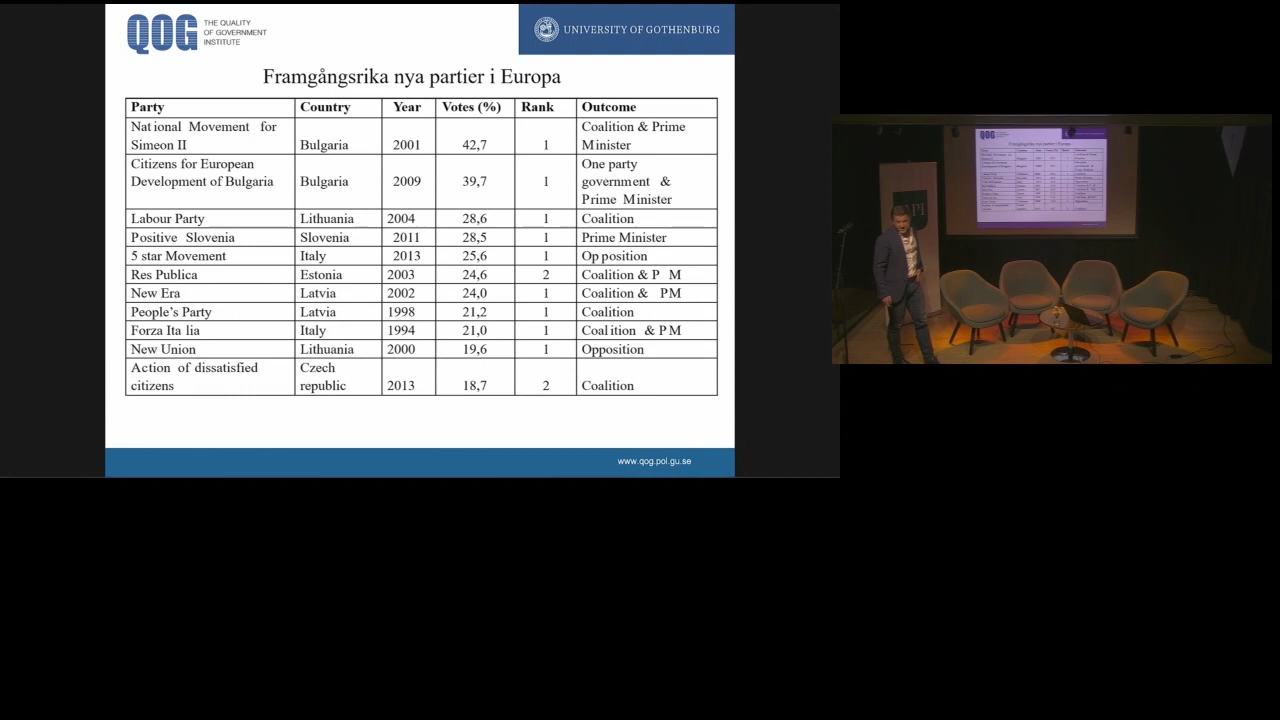 QOG
THE QUALITY
OF GOVERNMENT
INSTITUTE
UNIVERSITY OF GOTHENBURG
Framgångsrika nya partier i Europa
Party Country Year Votes (%) Rank Outcome
National Movement for Simeon II Bulgaria 2001 42,7 1 Coalition & Prime Minister
Citizens for European Development of Bulgaria Bulgaria 2009 39,7 1 One party government & Prime Minister
Labour Party Lithuania 2004 28,6 1 Coalition
Positive Slovenia Slovenia 2011 28,5 1 Prime Minister
5 star Movement Italy 2013 25,6 1 Opposition
Res Publica Estonia 2003 24,6 2 Coalition & P M
New Era Latvia 2002 24,0 1 Coalition & PM
People's Party Latvia 1998 21,2 1 Coalition
Forza Ita lia Italy 1994 21,0 1 Coalition & PM
New Union Lithuania 2000 19,6 1 Opposition
Action of dissatisfied citizens Czech republic 2013 18,7 2 Coalition
www.qog.pol.gu.se
QOG